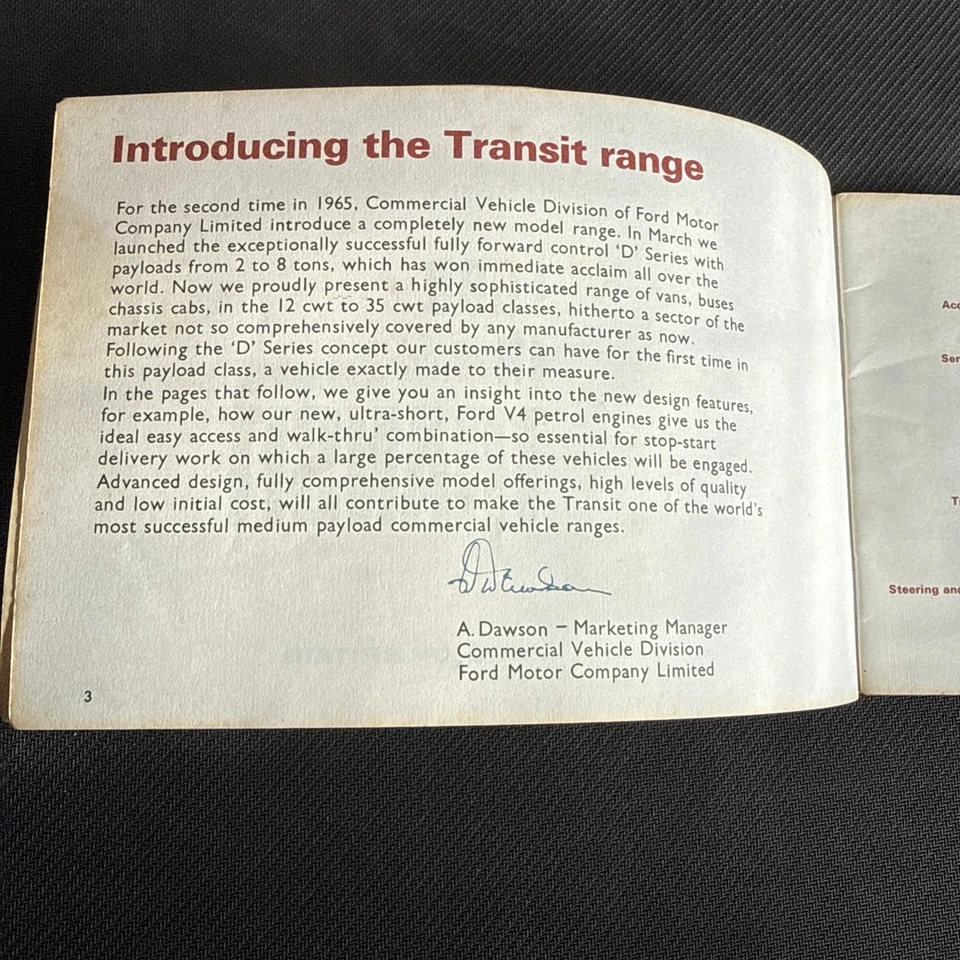 Introducing the Transit range
For the second time in 1965, Commercial Vehicle Division of Ford Motor
Company Limited introduce a completely new model range. In March we
launched the exceptionally successful fully forward control 'D' Series with
payloads from 2 to 8 tons, which has won immediate acclaim all over the
world. Now we proudly present a highly sophisticated range of vans, buses
chassis cabs, in the 12 cwt to 35 cwt payload classes, hitherto a sector of the
market not so comprehensively covered by any manufacturer as now.
Following the 'D' Series concept our customers can have for the first time in
this payload class, a vehicle exactly made to their measure.
In the pages that follow, we give you an insight into the new design features,
for example, how our new, ultra-short, Ford V4 petrol engines give us the
ideal easy access and walk-thru' combination—so essential for stop-start
delivery work on which a large percentage of these vehicles will be engaged.
Advanced design, fully comprehensive model offerings, high levels of quality
and low initial cost, will all contribute to make the Transit one of the world's
most successful medium payload commercial vehicle ranges.
A. Dawson – Marketing Manager
Commercial Vehicle Division
Ford Motor Company Limited
3
Steering and